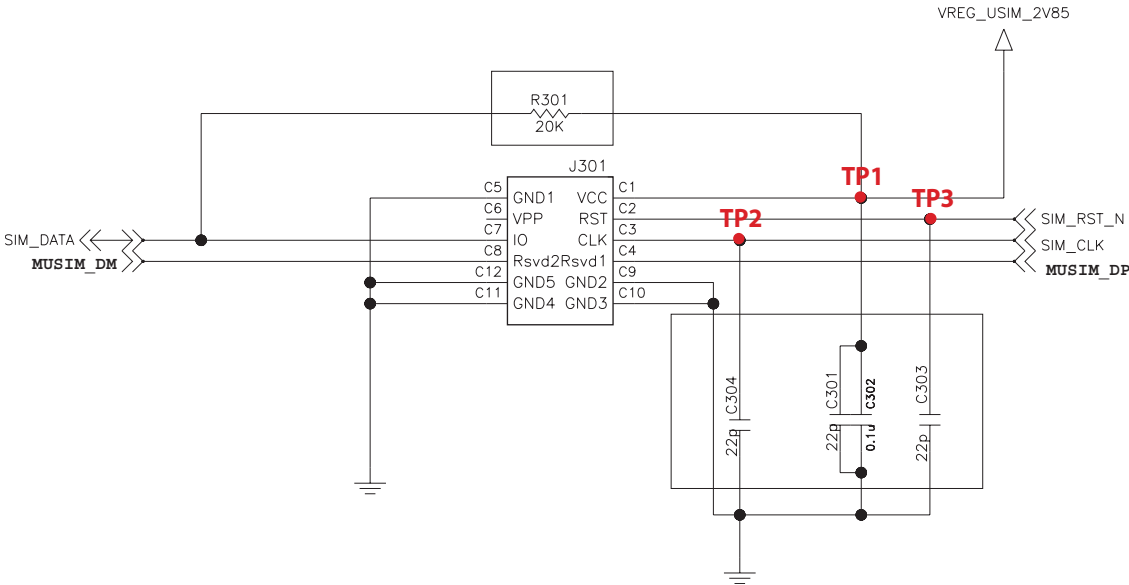 VREG_USIM_2V85
R301
20K
J301
C5 GND1 VCC C1
C6 VPP RST C2
C7 IO CLK C3
C8 Rsvd2Rsvd1 C4
C12 GND5 GND2 C9
C11 GND4 GND3 C10
TP1
TP2
TP3
SIM_DATA
MUSIM_DM
SIM_RST_N
SIM_CLK
MUSIM_DP
22p C304
22p C301
0.1u C302
22p C303